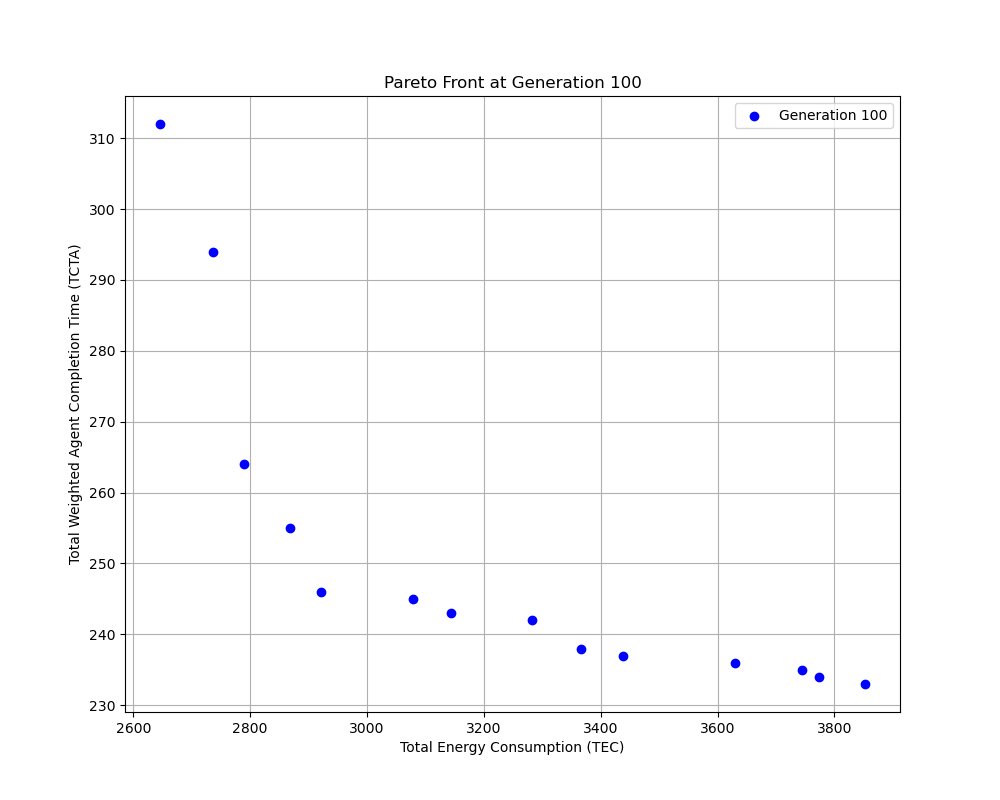 Pareto Front at Generation 100
Generation 100
Total Weighted Agent Completion Time (TCTA)
310
300
290
280
270
260
250
240
230
2600 2800 3000 3200 3400 3600 3800
Total Energy Consumption (TEC)